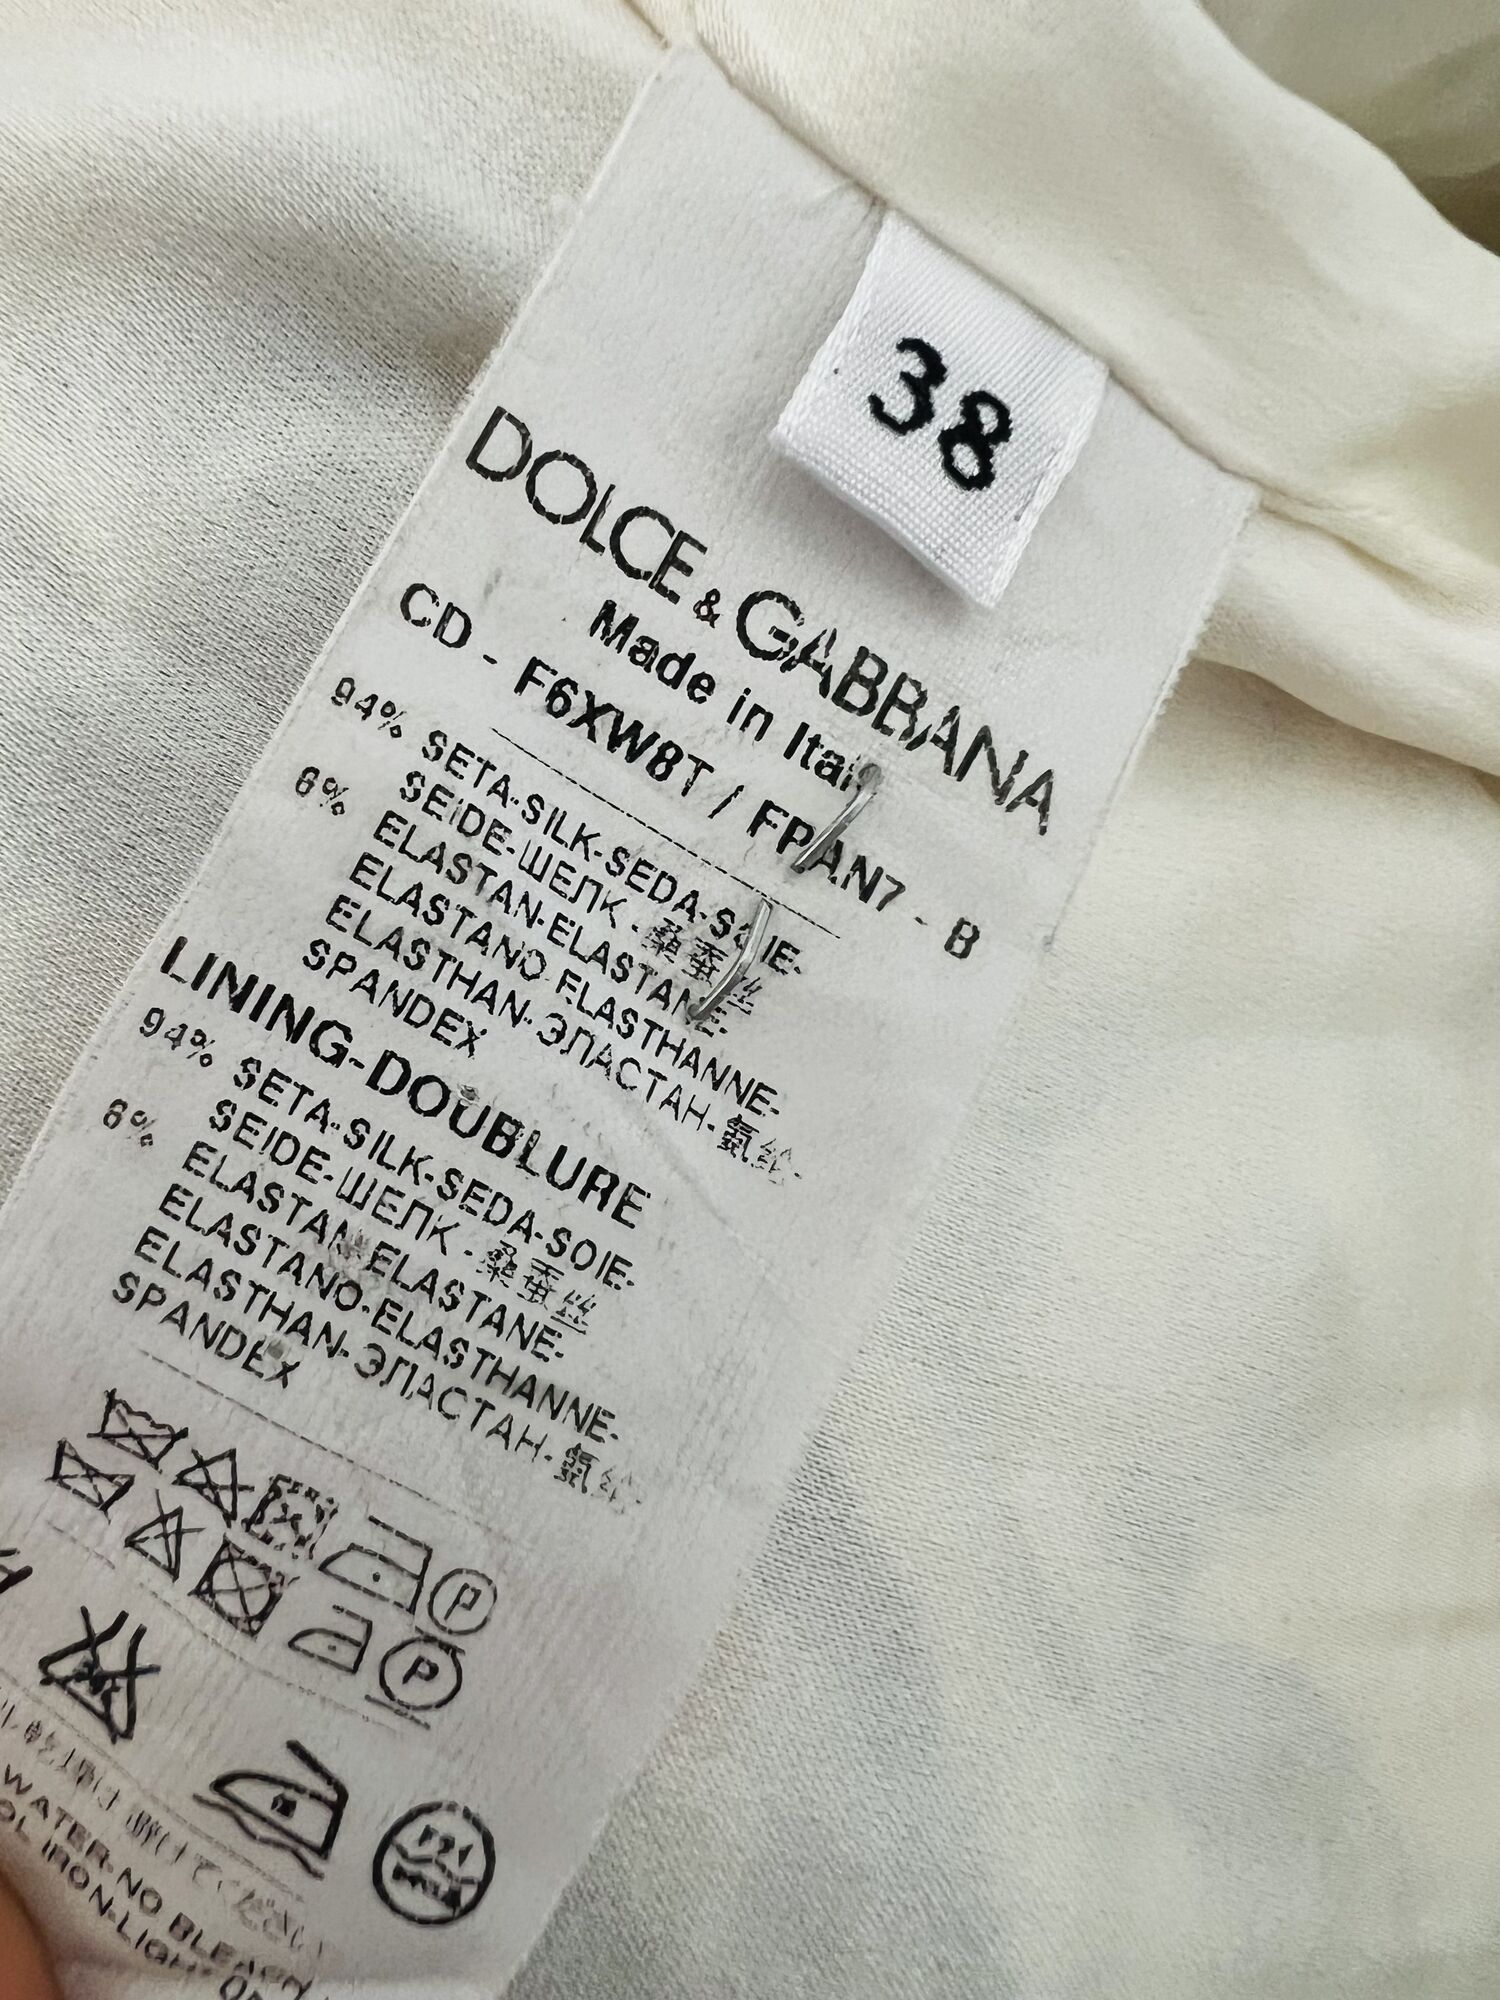 38
DOLCE & GABBANA
Made in Italy
CD - F6XW8T / FPAN7 - B
94% SETA-SILK-SEDA-SOIE-
SEIDE-ШЕЛК-桑蚕丝
6% ELASTAN-ELASTANE-
ELASTANO-ELASTHANNE-
ELASTHAN-ЭЛАСТАН-氨纶-
SPANDEX
LINING-DOUBLURE
94% SETA-SILK-SEDA-SOIE-
SEIDE-ШЕЛК-桑蚕丝
6% ELASTAN-ELASTANE-
ELASTANO-ELASTHANNE-
ELASTHAN-ЭЛАСТАН-氨纶-
SPANDEX
P
P
WATER-NO BLEACH
IRON-LIGHT